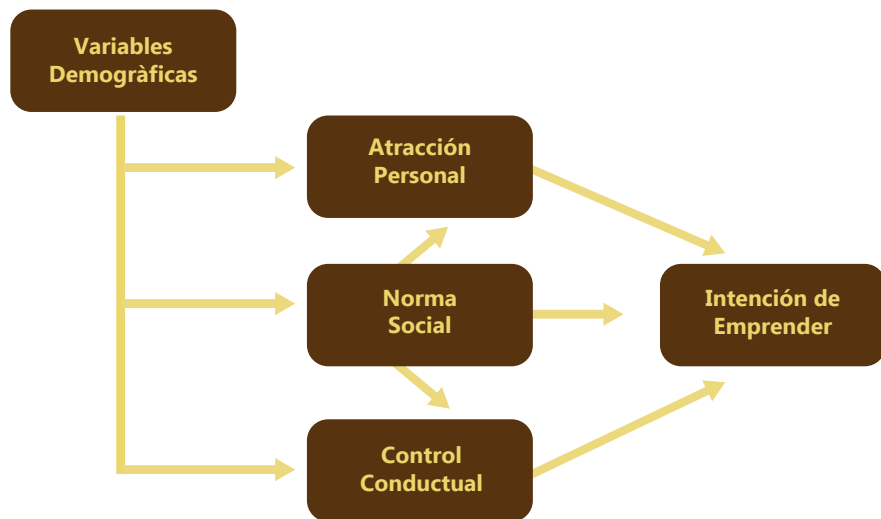 Variables
Demogràficas
Atracción
Personal
Norma
Social
Intención de
Emprender
Control
Conductual